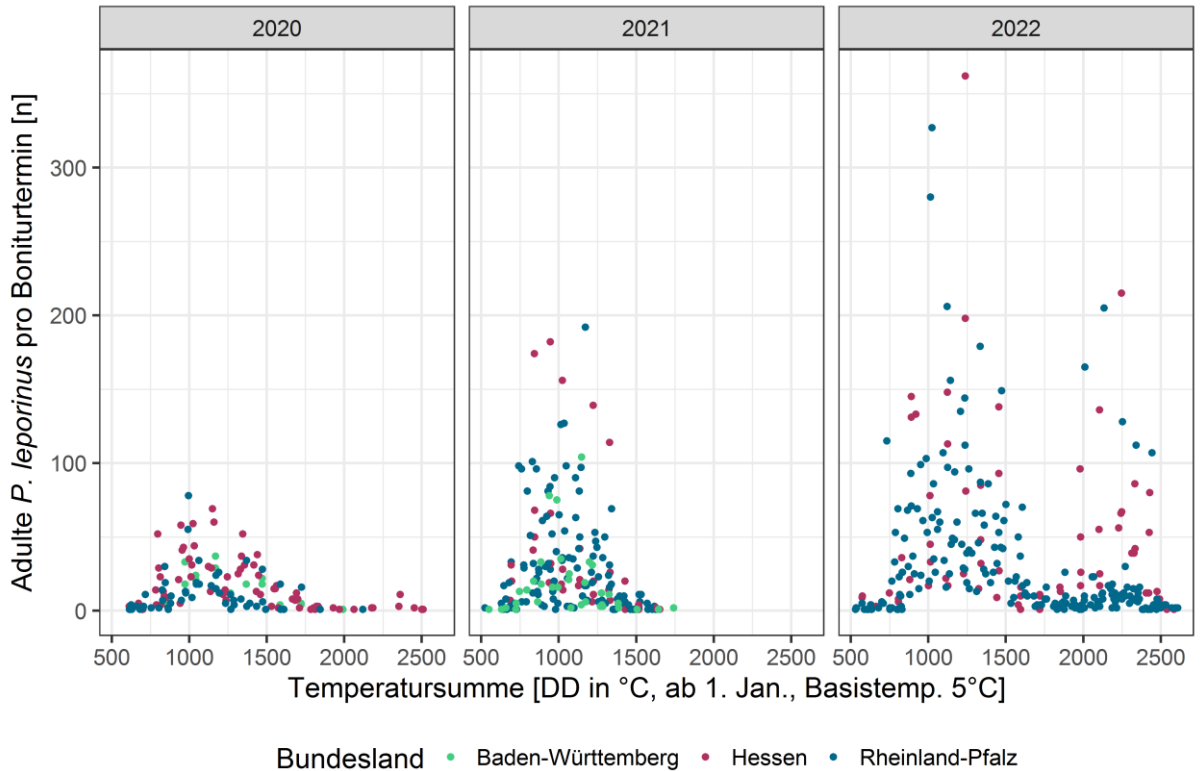 2020 2021 2022
Adulte P. leporinus pro Boniturtermin [n]
300
200
100
0
500 1000 1500 2000 2500 500 1000 1500 2000 2500 500 1000 1500 2000 2500
Temperatursumme [DD in °C, ab 1. Jan., Basistemp. 5°C]
Bundesland Baden-Württemberg Hessen Rheinland-Pfalz